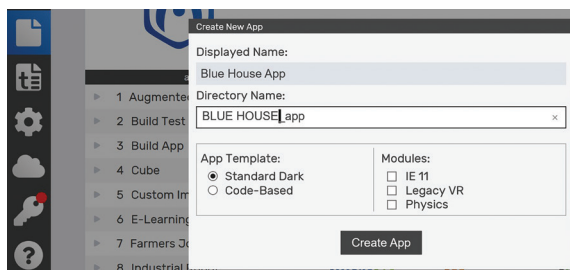 Create New App
Displayed Name:
Blue House App
Directory Name:
BLUE HOUSE_app
App Template:
Standard Dark
Code-Based
Modules:
IE 11
Legacy VR
Physics
Create App
1 Augmente
2 Build Test
3 Build App
4 Cube
5 Custom Im
6 E-Learning
7 Farmers Jo
8 Industrial